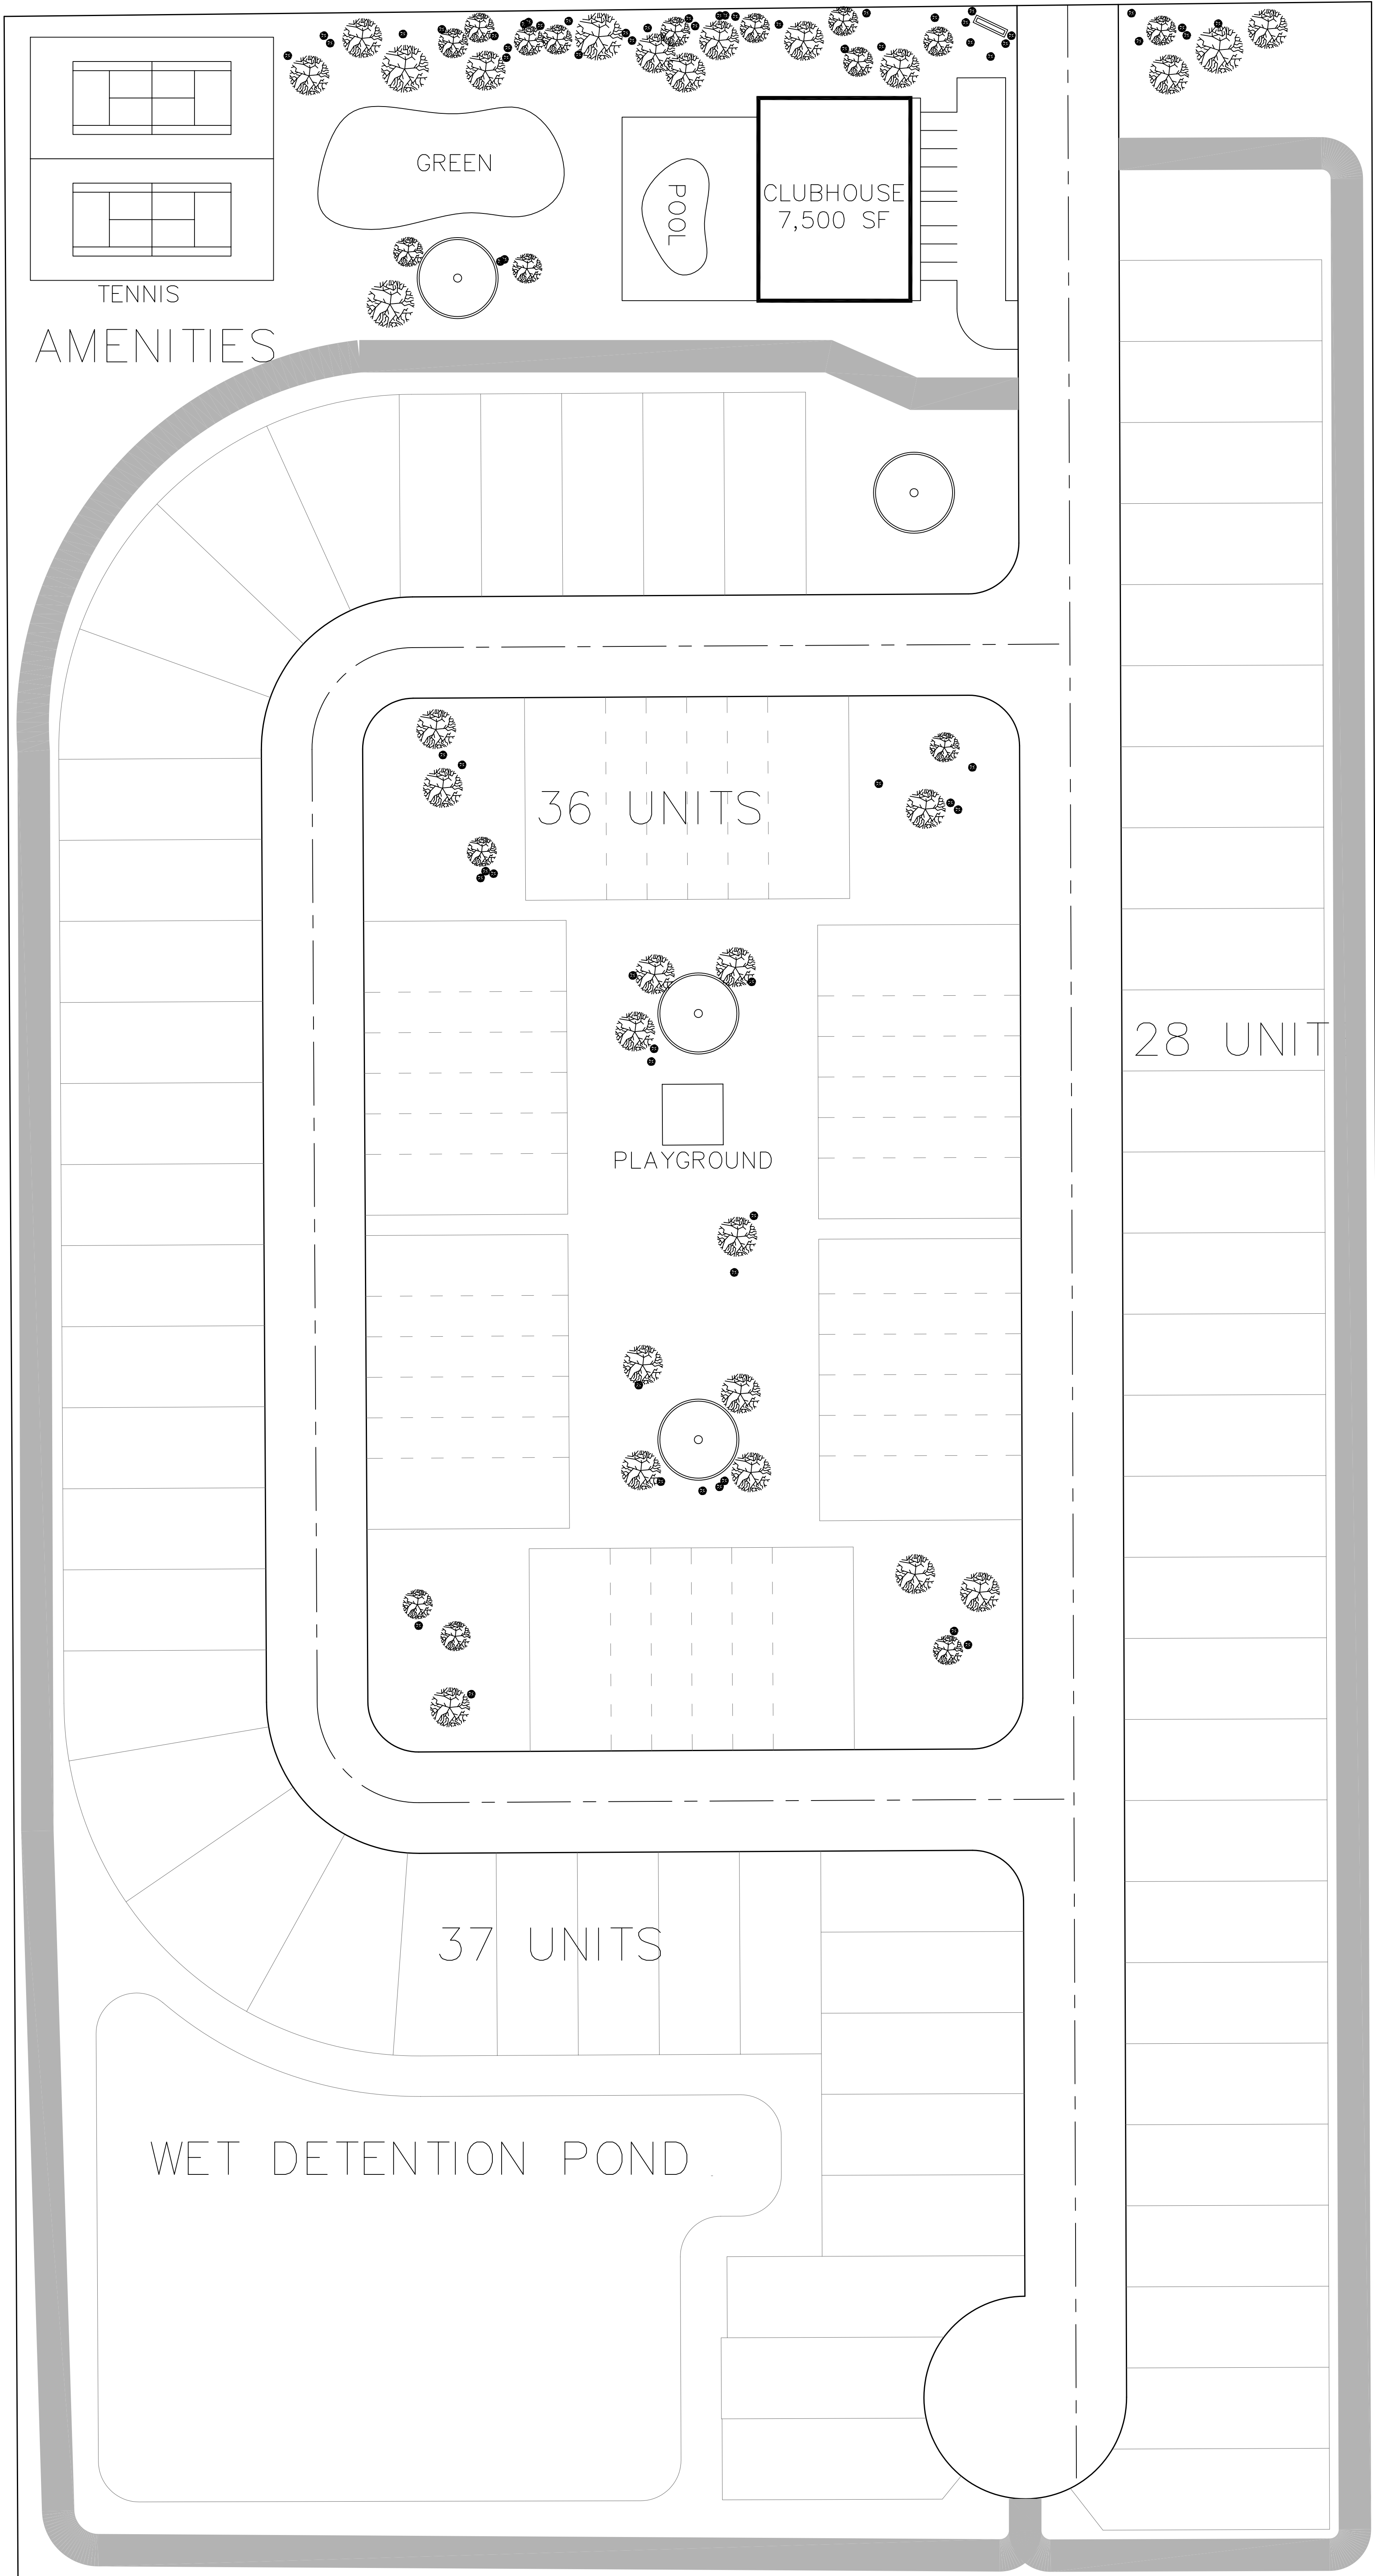 GREEN
POOL
CLUBHOUSE
7,500 SF
TENNIS
AMENITIES
36 UNITS
28 UNIT
PLAYGROUND
37 UNITS
WET DETENTION POND